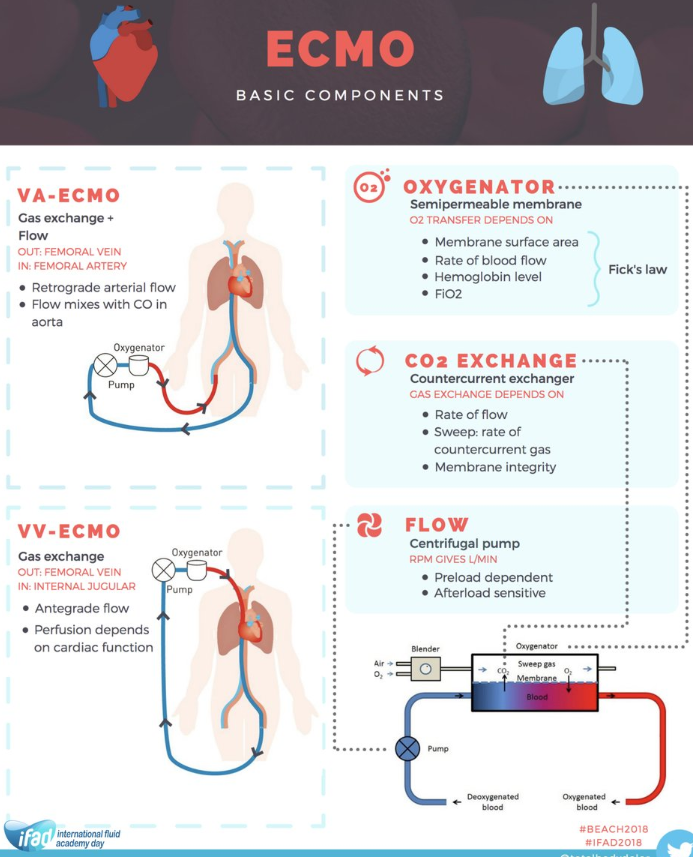 ECMO
BASIC COMPONENTS
VA-ECMO
Gas exchange +
Flow
OUT: FEMORAL VEIN
IN: FEMORAL ARTERY
Retrograde arterial flow
Flow mixes with CO in
aorta
Oxygenator
Pump
VV-ECMO
Gas exchange
OUT: FEMORAL VEIN
IN: INTERNAL JUGULAR
Antegrade flow
Perfusion depends
on cardiac function
Oxygenator
Pump
O2
OXYGENATOR
Semipermeable membrane
O2 TRANSFER DEPENDS ON
Membrane surface area
Rate of blood flow
Hemoglobin level
FiO2
Fick's law
CO2 EXCHANGE
Countercurrent exchanger
GAS EXCHANGE DEPENDS ON
Rate of flow
Sweep: rate of
countercurrent gas
Membrane integrity
FLOW
Centrifugal pump
RPM GIVES L/MIN
Preload dependent
Afterload sensitive
Blender
Air
O₂
Oxygenator
Sweep gas
CO₂
O₂
Membrane
Blood
Pump
Deoxygenated
blood
Oxygenated
blood
ifad international fluid
academy day
#BEACH2018
#IFAD2018